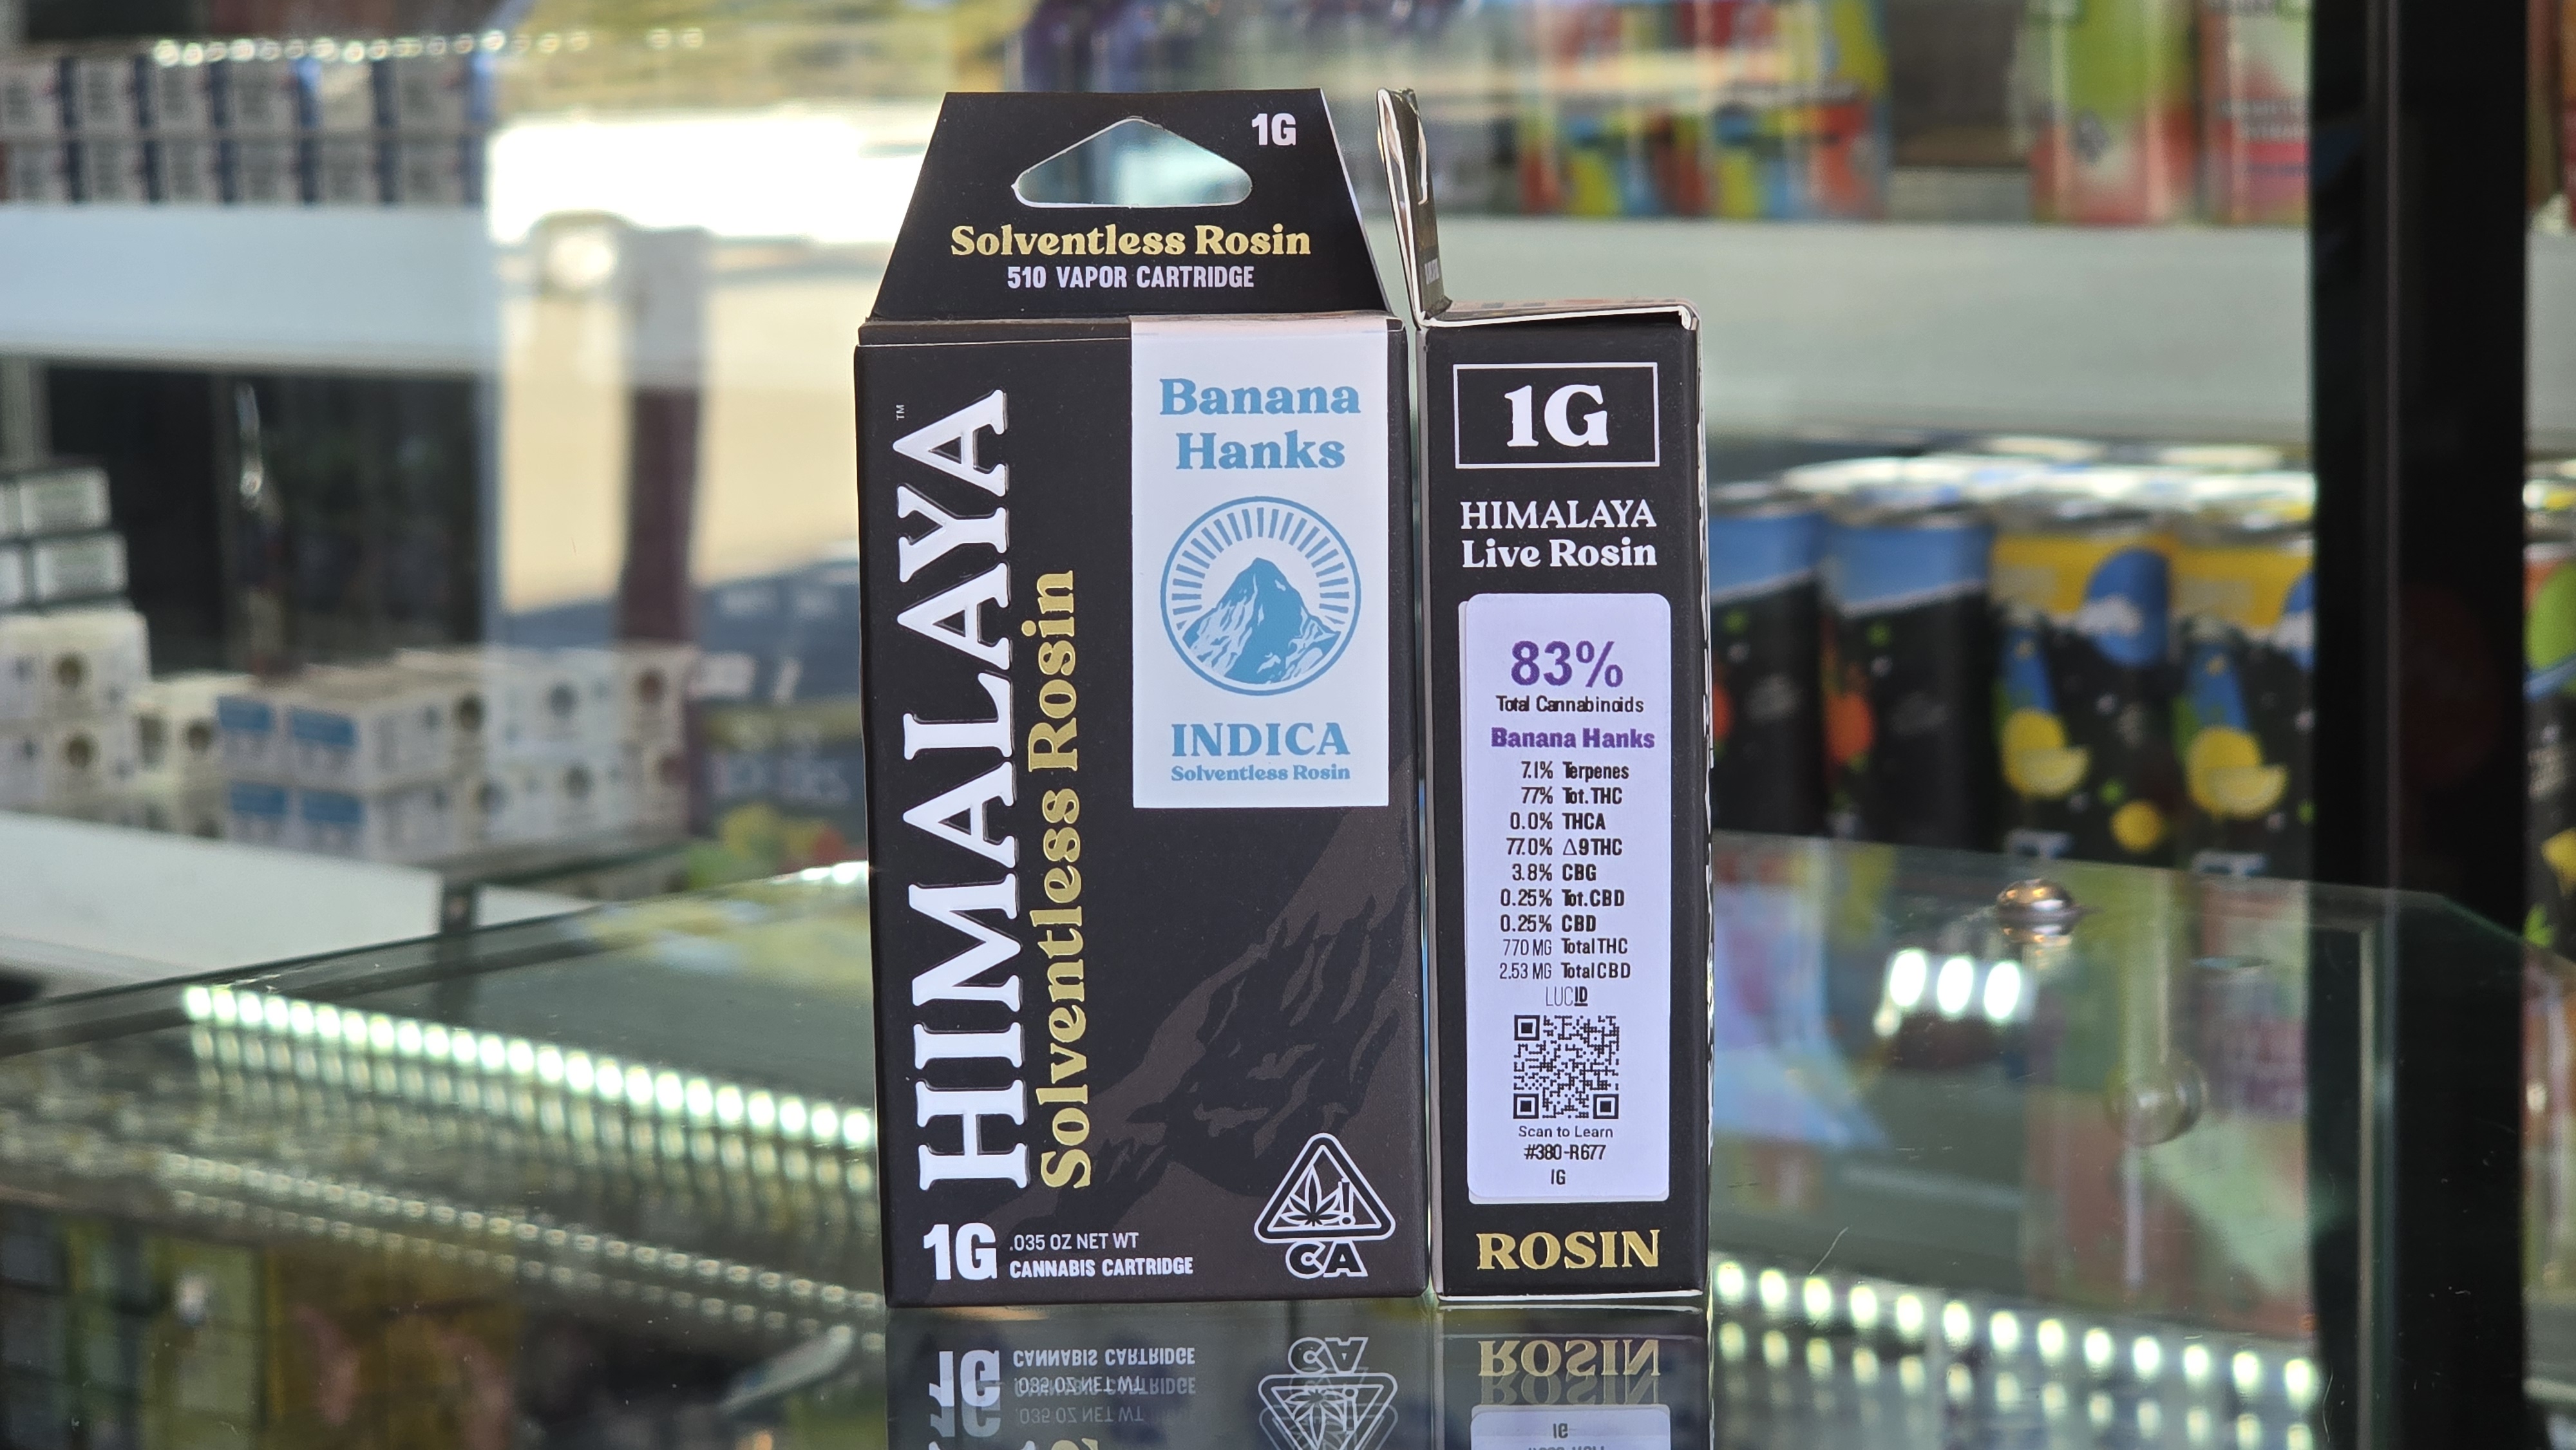 1G
Solventless Rosin
510 VAPOR CARTRIDGE
HIMALAYA™
Solventless Rosin
Banana
Hanks
INDICA
Solventless Rosin
1G
.035 OZ NET WT
CANNABIS CARTRIDGE
CA
1G
HIMALAYA
Live Rosin
83%
Total Cannabinoids
Banana Hanks
7.1% Terpenes
77% Tot.THC
0.0% THCA
77.0% Δ9THC
3.8% CBG
0.25% Tot.CBD
0.25% CBD
770 MG Total THC
2.53 MG Total CBD
LUCID
Scan to Learn
#380-R677
1G
ROSIN